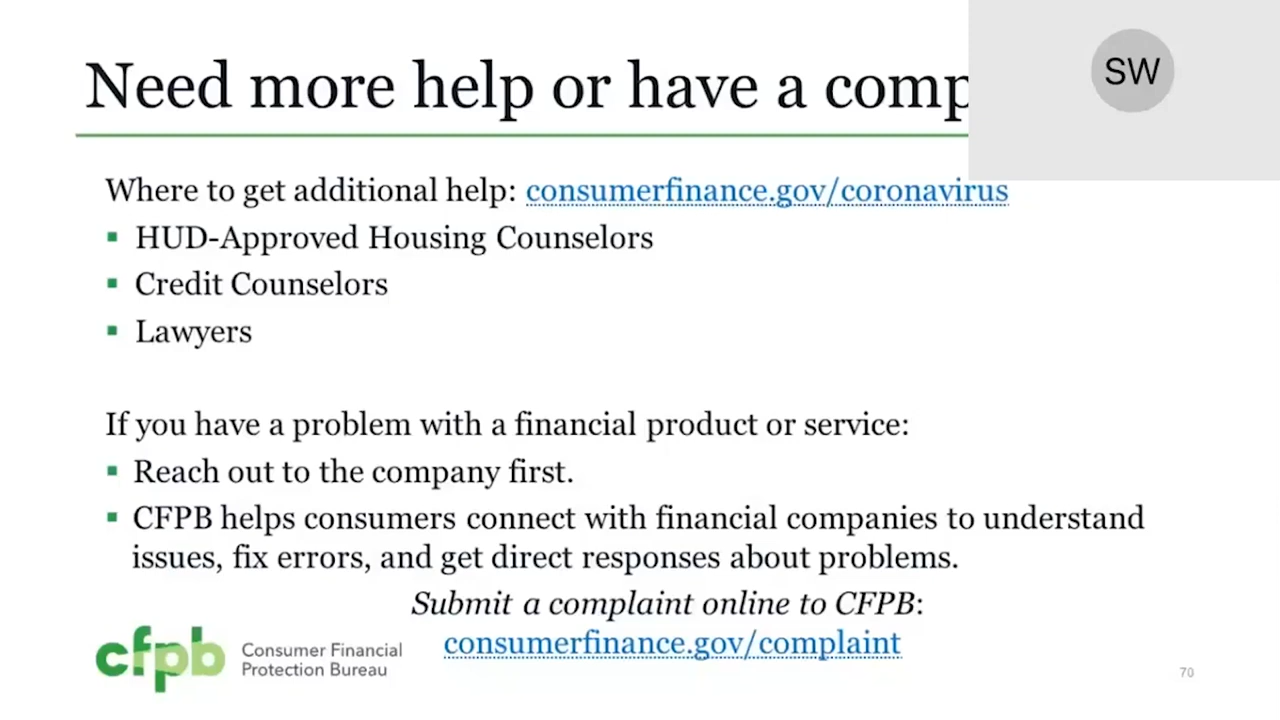 Need more help or have a comp
SW
Where to get additional help: consumerfinance.gov/coronavirus
▪ HUD-Approved Housing Counselors
▪ Credit Counselors
▪ Lawyers
If you have a problem with a financial product or service:
▪ Reach out to the company first.
▪ CFPB helps consumers connect with financial companies to understand
issues, fix errors, and get direct responses about problems.
Submit a complaint online to CFPB:
consumerfinance.gov/complaint
cfpb
Consumer Financial
Protection Bureau
70